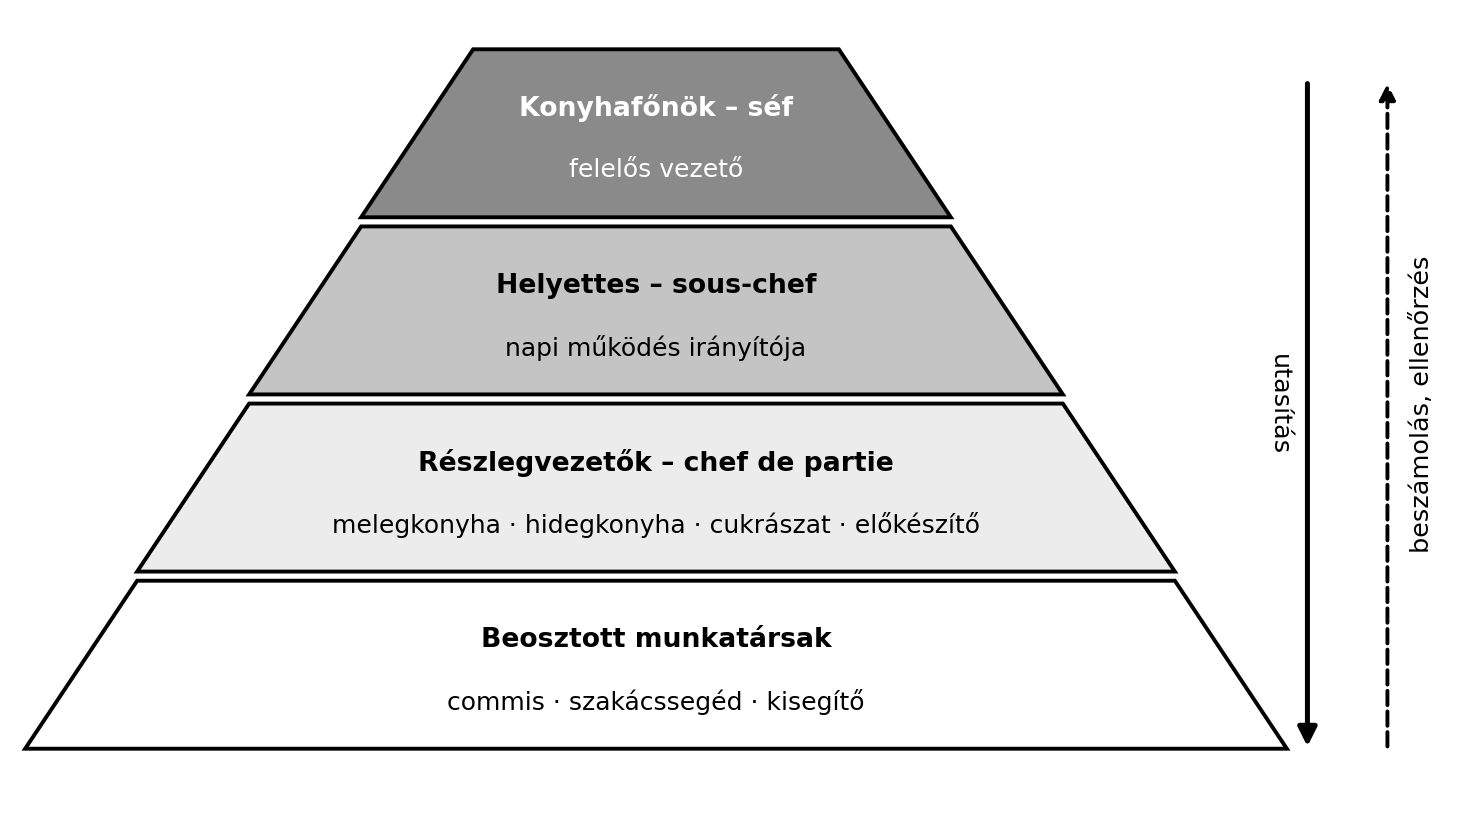 Konyhafőnök – séf
felelős vezető
Helyettes – sous-chef
napi működés irányítója
Részlegvezetők – chef de partie
melegkonyha · hidegkonyha · cukrászat · előkészítő
Beosztott munkatársak
commis · szakácssegéd · kisegítő
utasítás
beszámolás, ellenőrzés